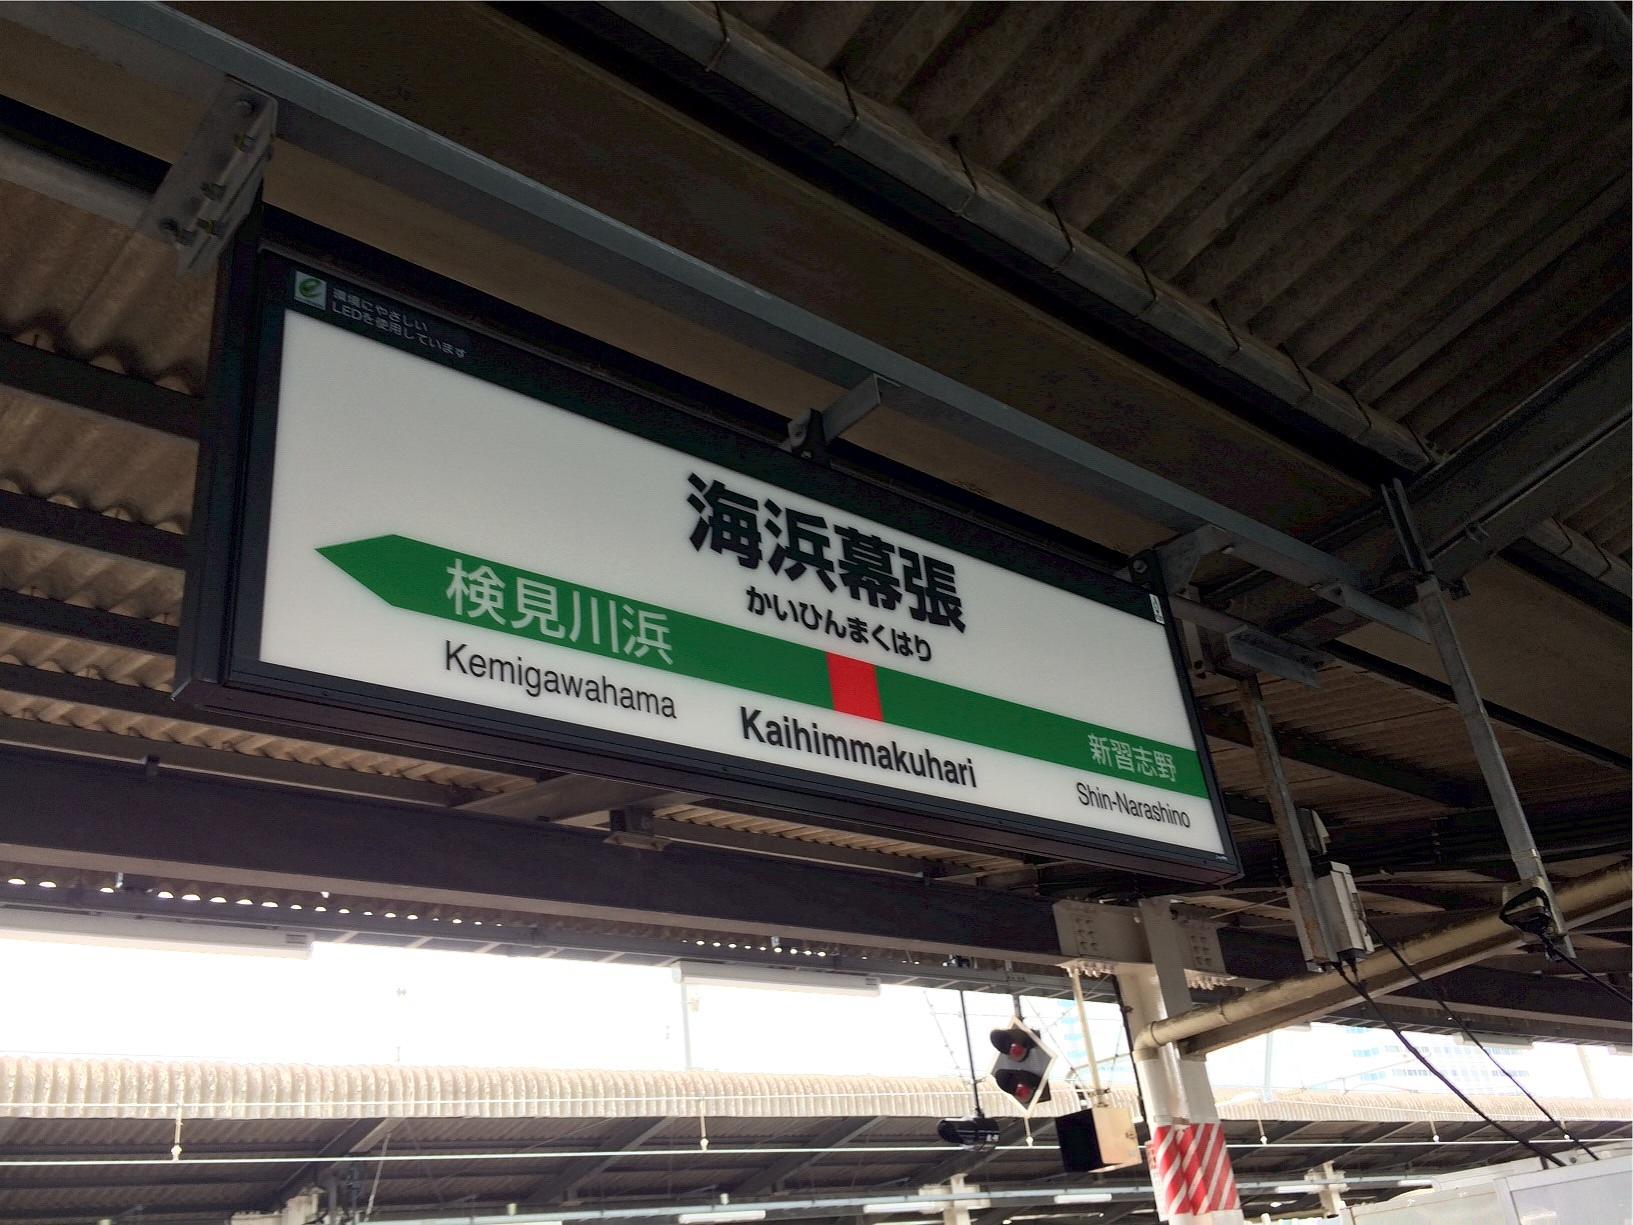 環境にやさしい
LEDを使用しています
海浜幕張
かいひんまくはり
検見川浜
新習志野
Kemigawahama
Kaihimmakuhari
Shin-Narashino